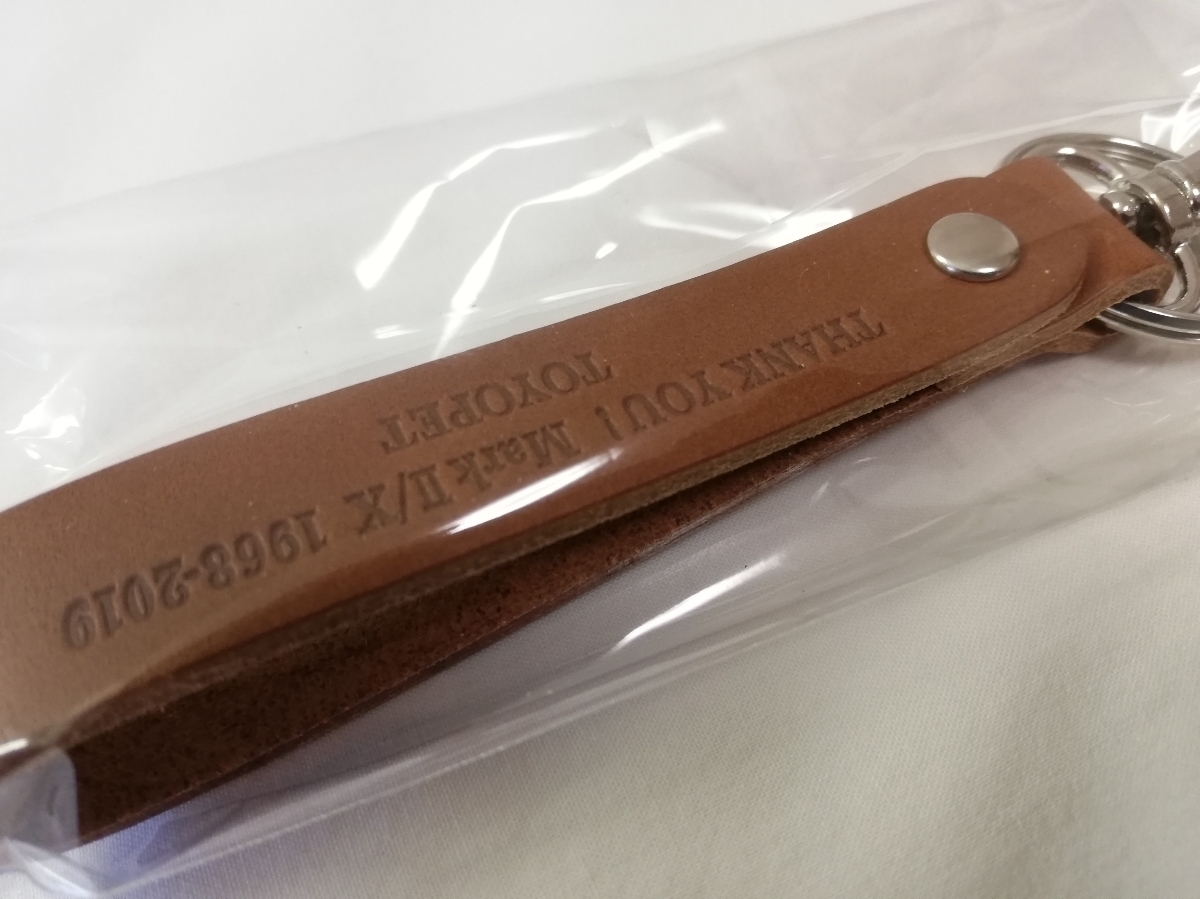 THANK YOU! Mark II/X 1968-2019
TOYOPET